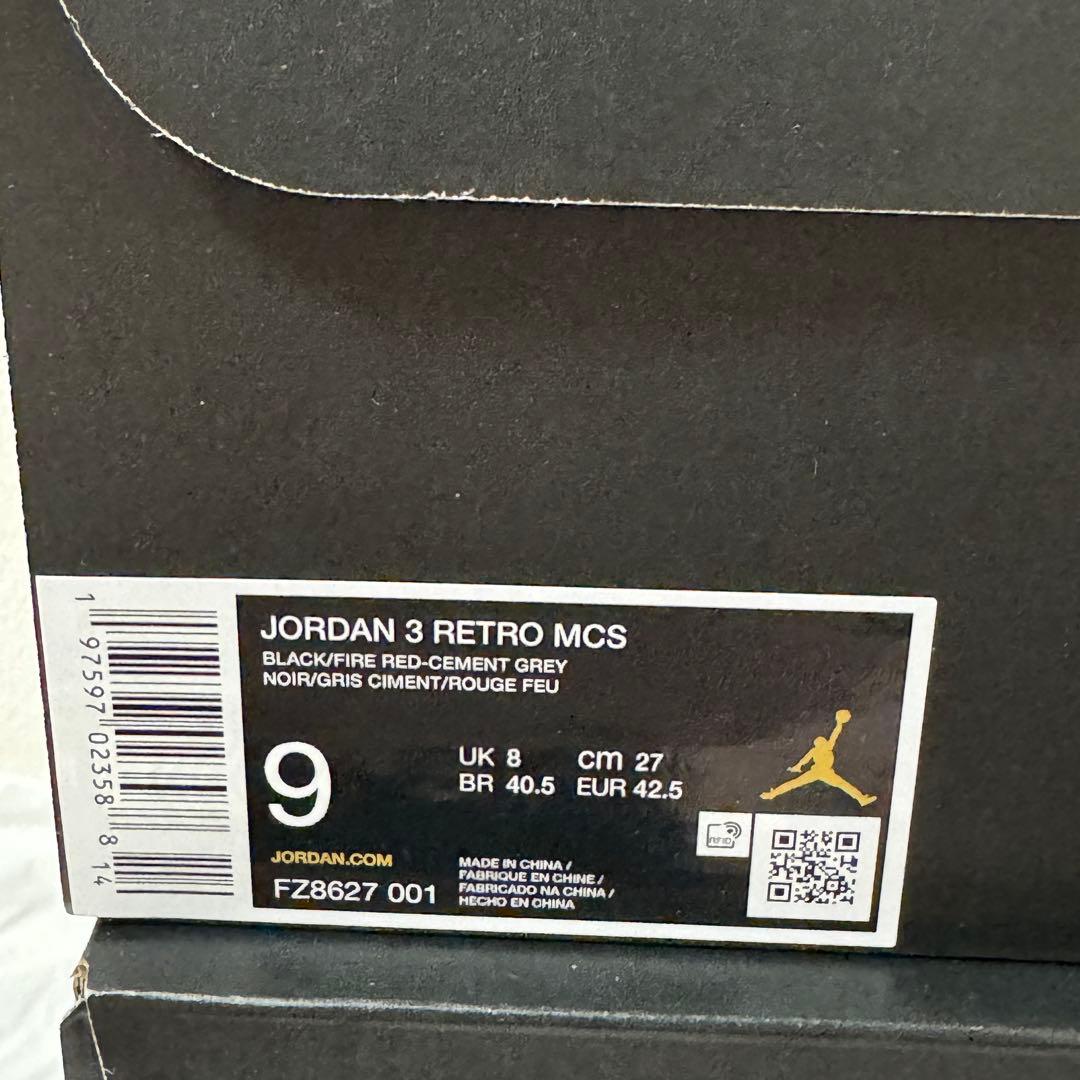 JORDAN 3 RETRO MCS
BLACK/FIRE RED-CEMENT GREY
NOIR/GRIS CIMENT/ROUGE FEU
9
UK 8 cm 27
BR 40.5 EUR 42.5
JORDAN.COM
FZ8627 001
MADE IN CHINA /
FABRIQUE EN CHINE /
FABRICADO NA CHINA /
HECHO EN CHINA
RFID
1 97597 02358 8 14